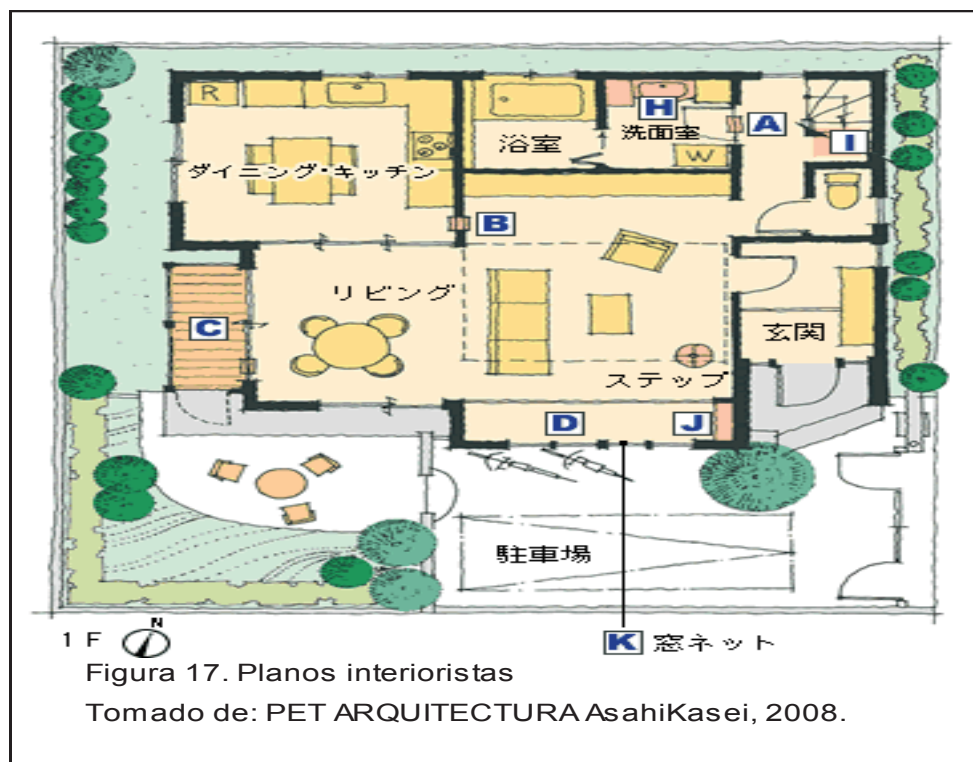 R
H
A
浴室
洗面室
I
W
ダイニング・キッチン
B
リビング
C
玄関
ステップ
D
J
駐車場
N
1 F
K 窓ネット
Figura 17. Planos interioristas
Tomado de: PET ARQUITECTURA AsahiKasei, 2008.